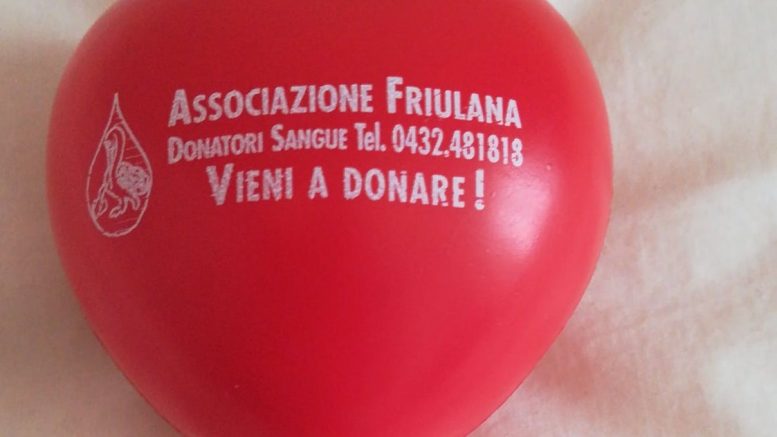 ASSOCIAZIONE FRIULANA
DONATORI SANGUE Tel. 0432.481818
VIENI A DONARE!